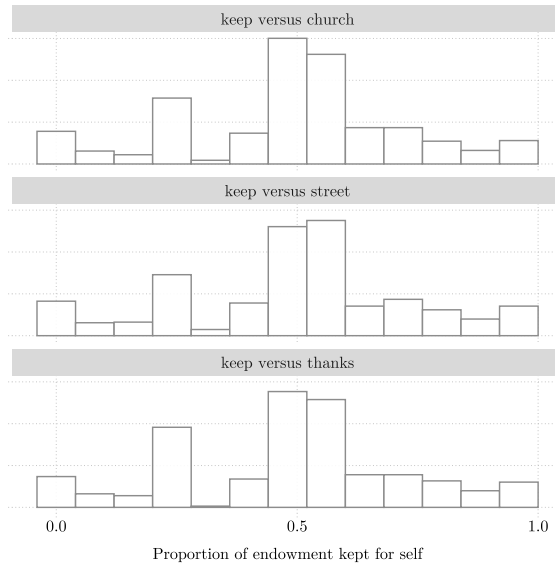 keep versus church
keep versus street
keep versus thanks
0.0 0.5 1.0
Proportion of endowment kept for self